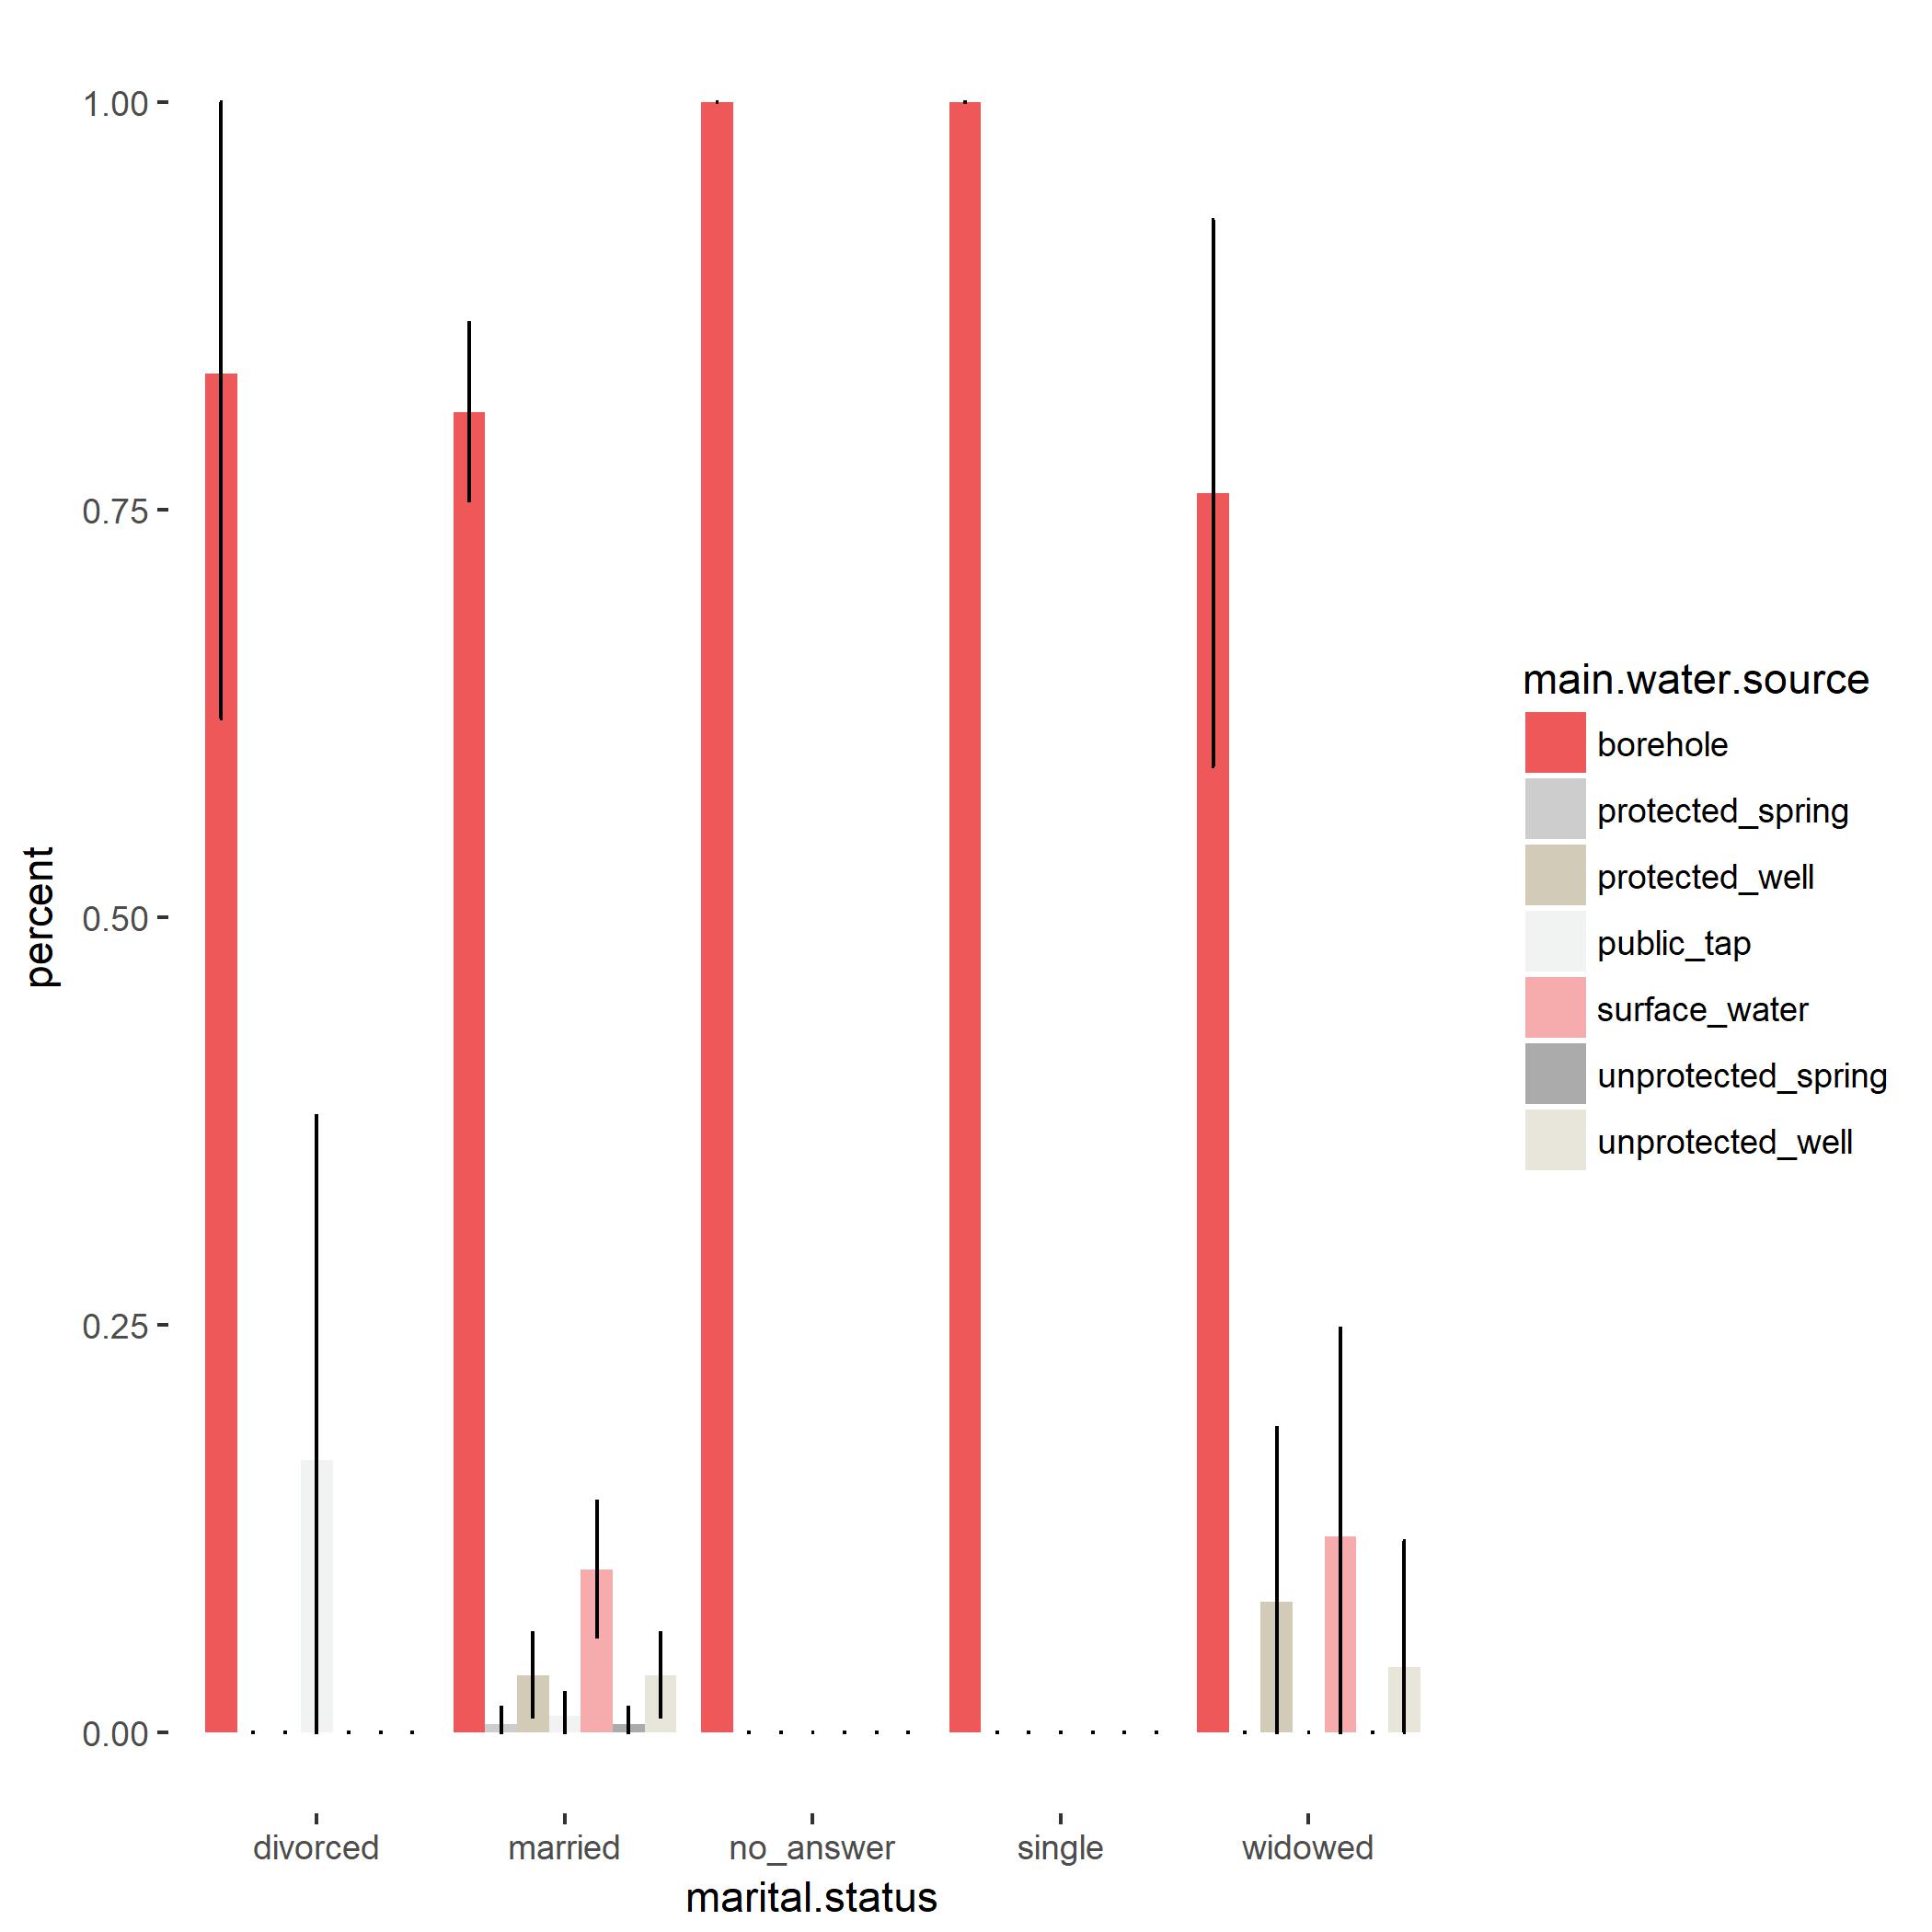 percent
1.00
0.75
0.50
0.25
0.00
divorced married no_answer single widowed
marital.status
main.water.source
borehole
protected_spring
protected_well
public_tap
surface_water
unprotected_spring
unprotected_well